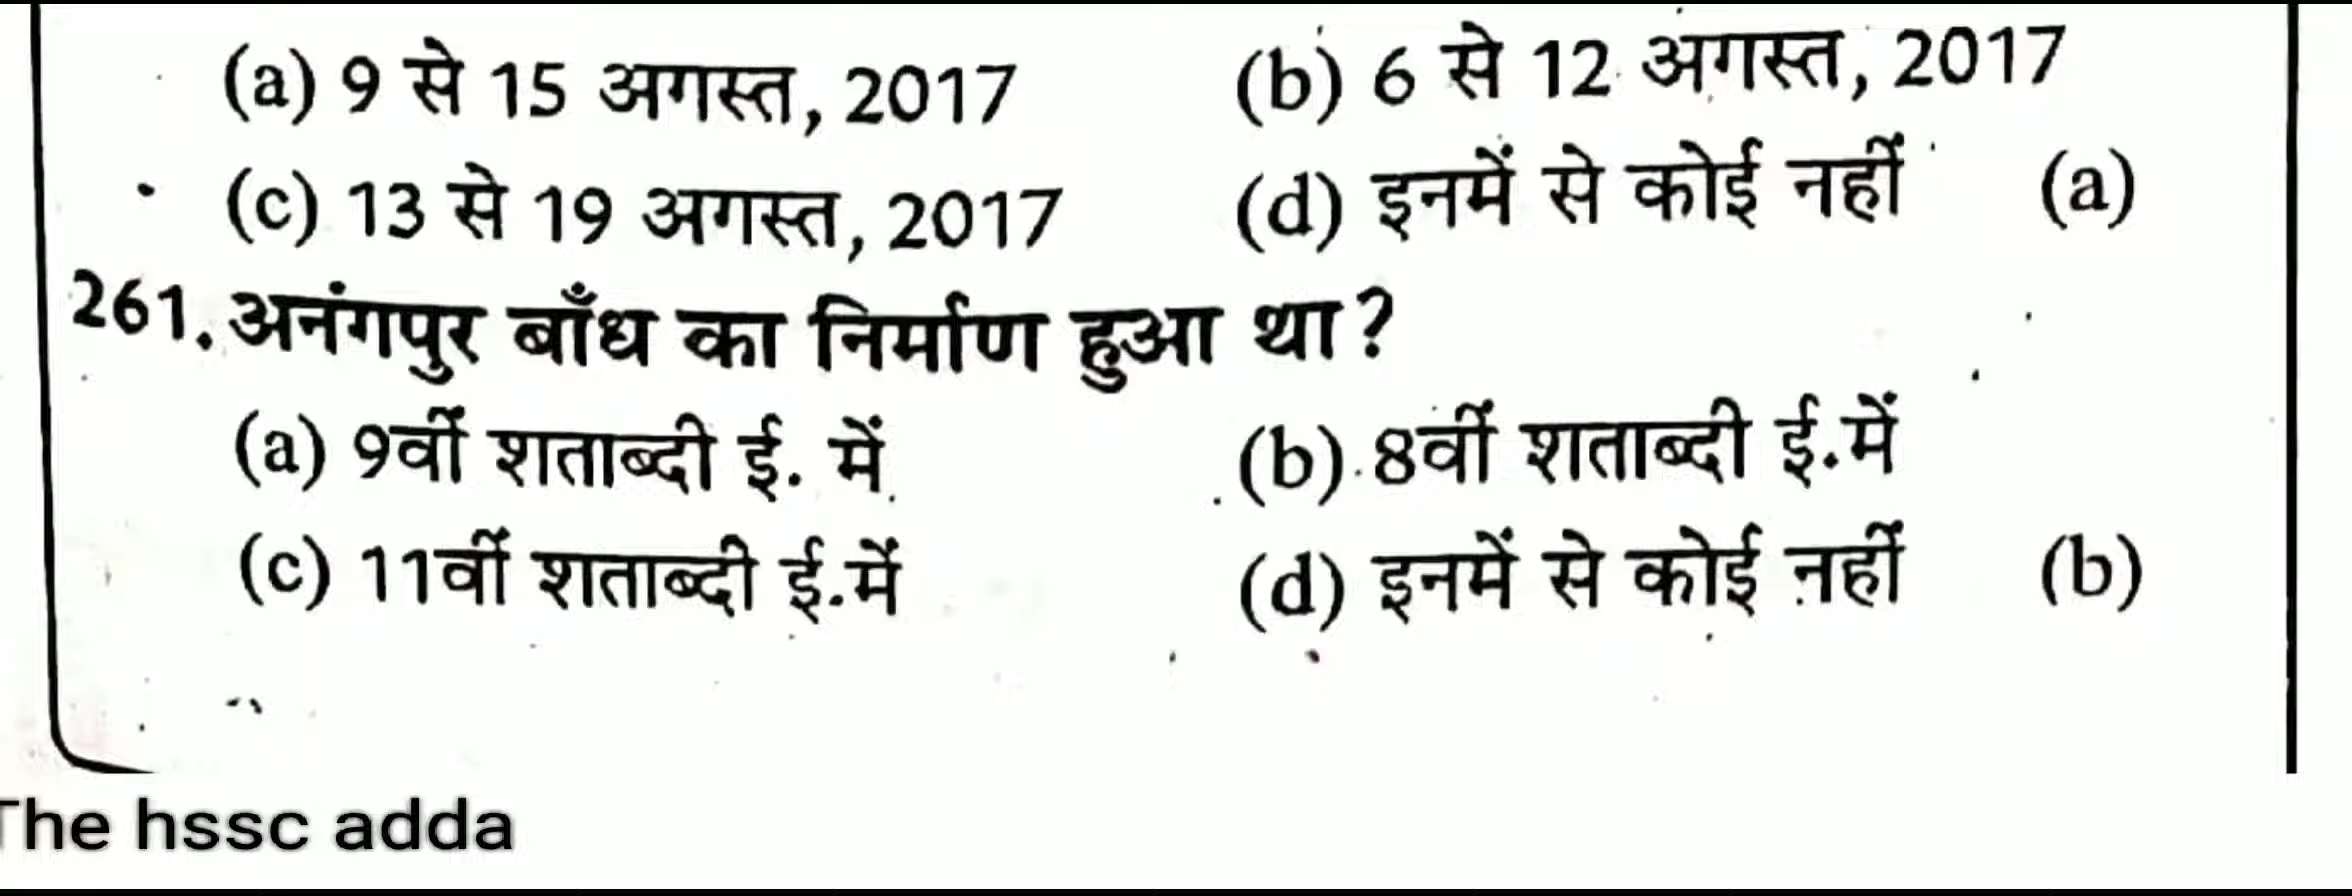 (a) 9 से 15 अगस्त, 2017 (b) 6 से 12 अगस्त, 2017
(c) 13 से 19 अगस्त, 2017 (d) इनमें से कोई नहीं (a)
261. अनंगपुर बाँध का निर्माण हुआ था?
(a) 9वीं शताब्दी ई. में (b) 8वीं शताब्दी ई.में
(c) 11वीं शताब्दी ई.में (d) इनमें से कोई नहीं (b)
The hssc adda